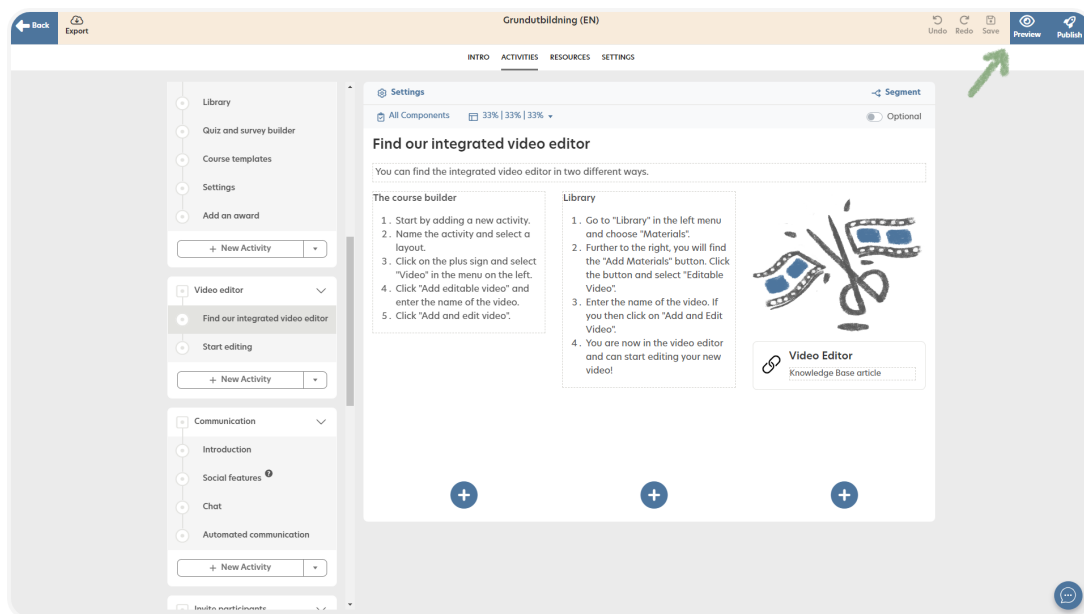 Back
Export
Grundutbildning (EN)
Undo
Redo
Save
Preview
Publish
INTRO
ACTIVITIES
RESOURCES
SETTINGS
Library
Quiz and survey builder
Course templates
Settings
Add an award
+ New Activity
Video editor
Find our integrated video editor
Start editing
+ New Activity
Communication
Introduction
Social features ?
Chat
Automated communication
+ New Activity
Invite participants
Settings
Segment
All Components
33% | 33% | 33%
Optional
Find our integrated video editor
You can find the integrated video editor in two different ways.
The course builder
1. Start by adding a new activity.
2. Name the activity and select a
layout.
3. Click on the plus sign and select
"Video" in the menu on the left.
4. Click "Add editable video" and
enter the name of the video.
5. Click "Add and edit video".
Library
1. Go to "Library" in the left menu
and choose "Materials".
2. Further to the right, you will find
the "Add Materials" button. Click
the button and select "Editable
Video".
3. Enter the name of the video. If
you then click on "Add and Edit
Video".
4. You are now in the video editor
and can start editing your new
video!
Video Editor
Knowledge Base article